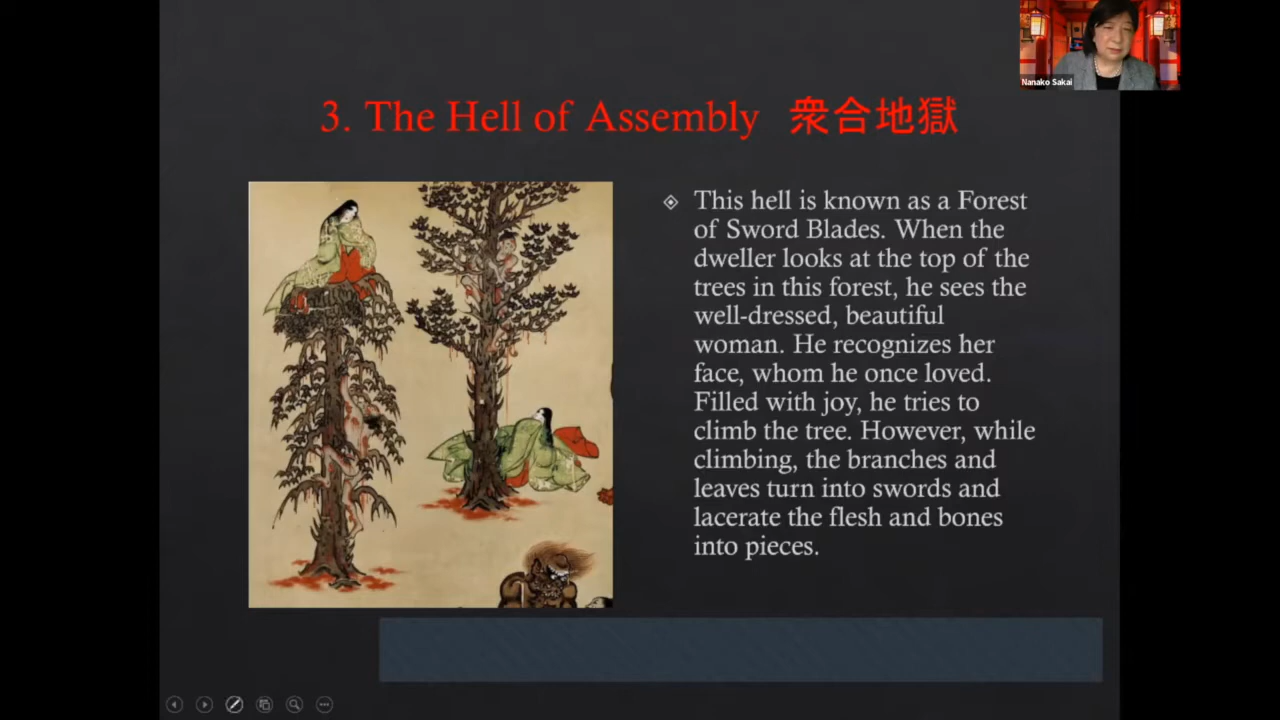 Nanako Sakai
3. The Hell of Assembly 衆合地獄
This hell is known as a Forest
of Sword Blades. When the
dweller looks at the top of the
trees in this forest, he sees the
well-dressed, beautiful
woman. He recognizes her
face, whom he once loved.
Filled with joy, he tries to
climb the tree. However, while
climbing, the branches and
leaves turn into swords and
lacerate the flesh and bones
into pieces.